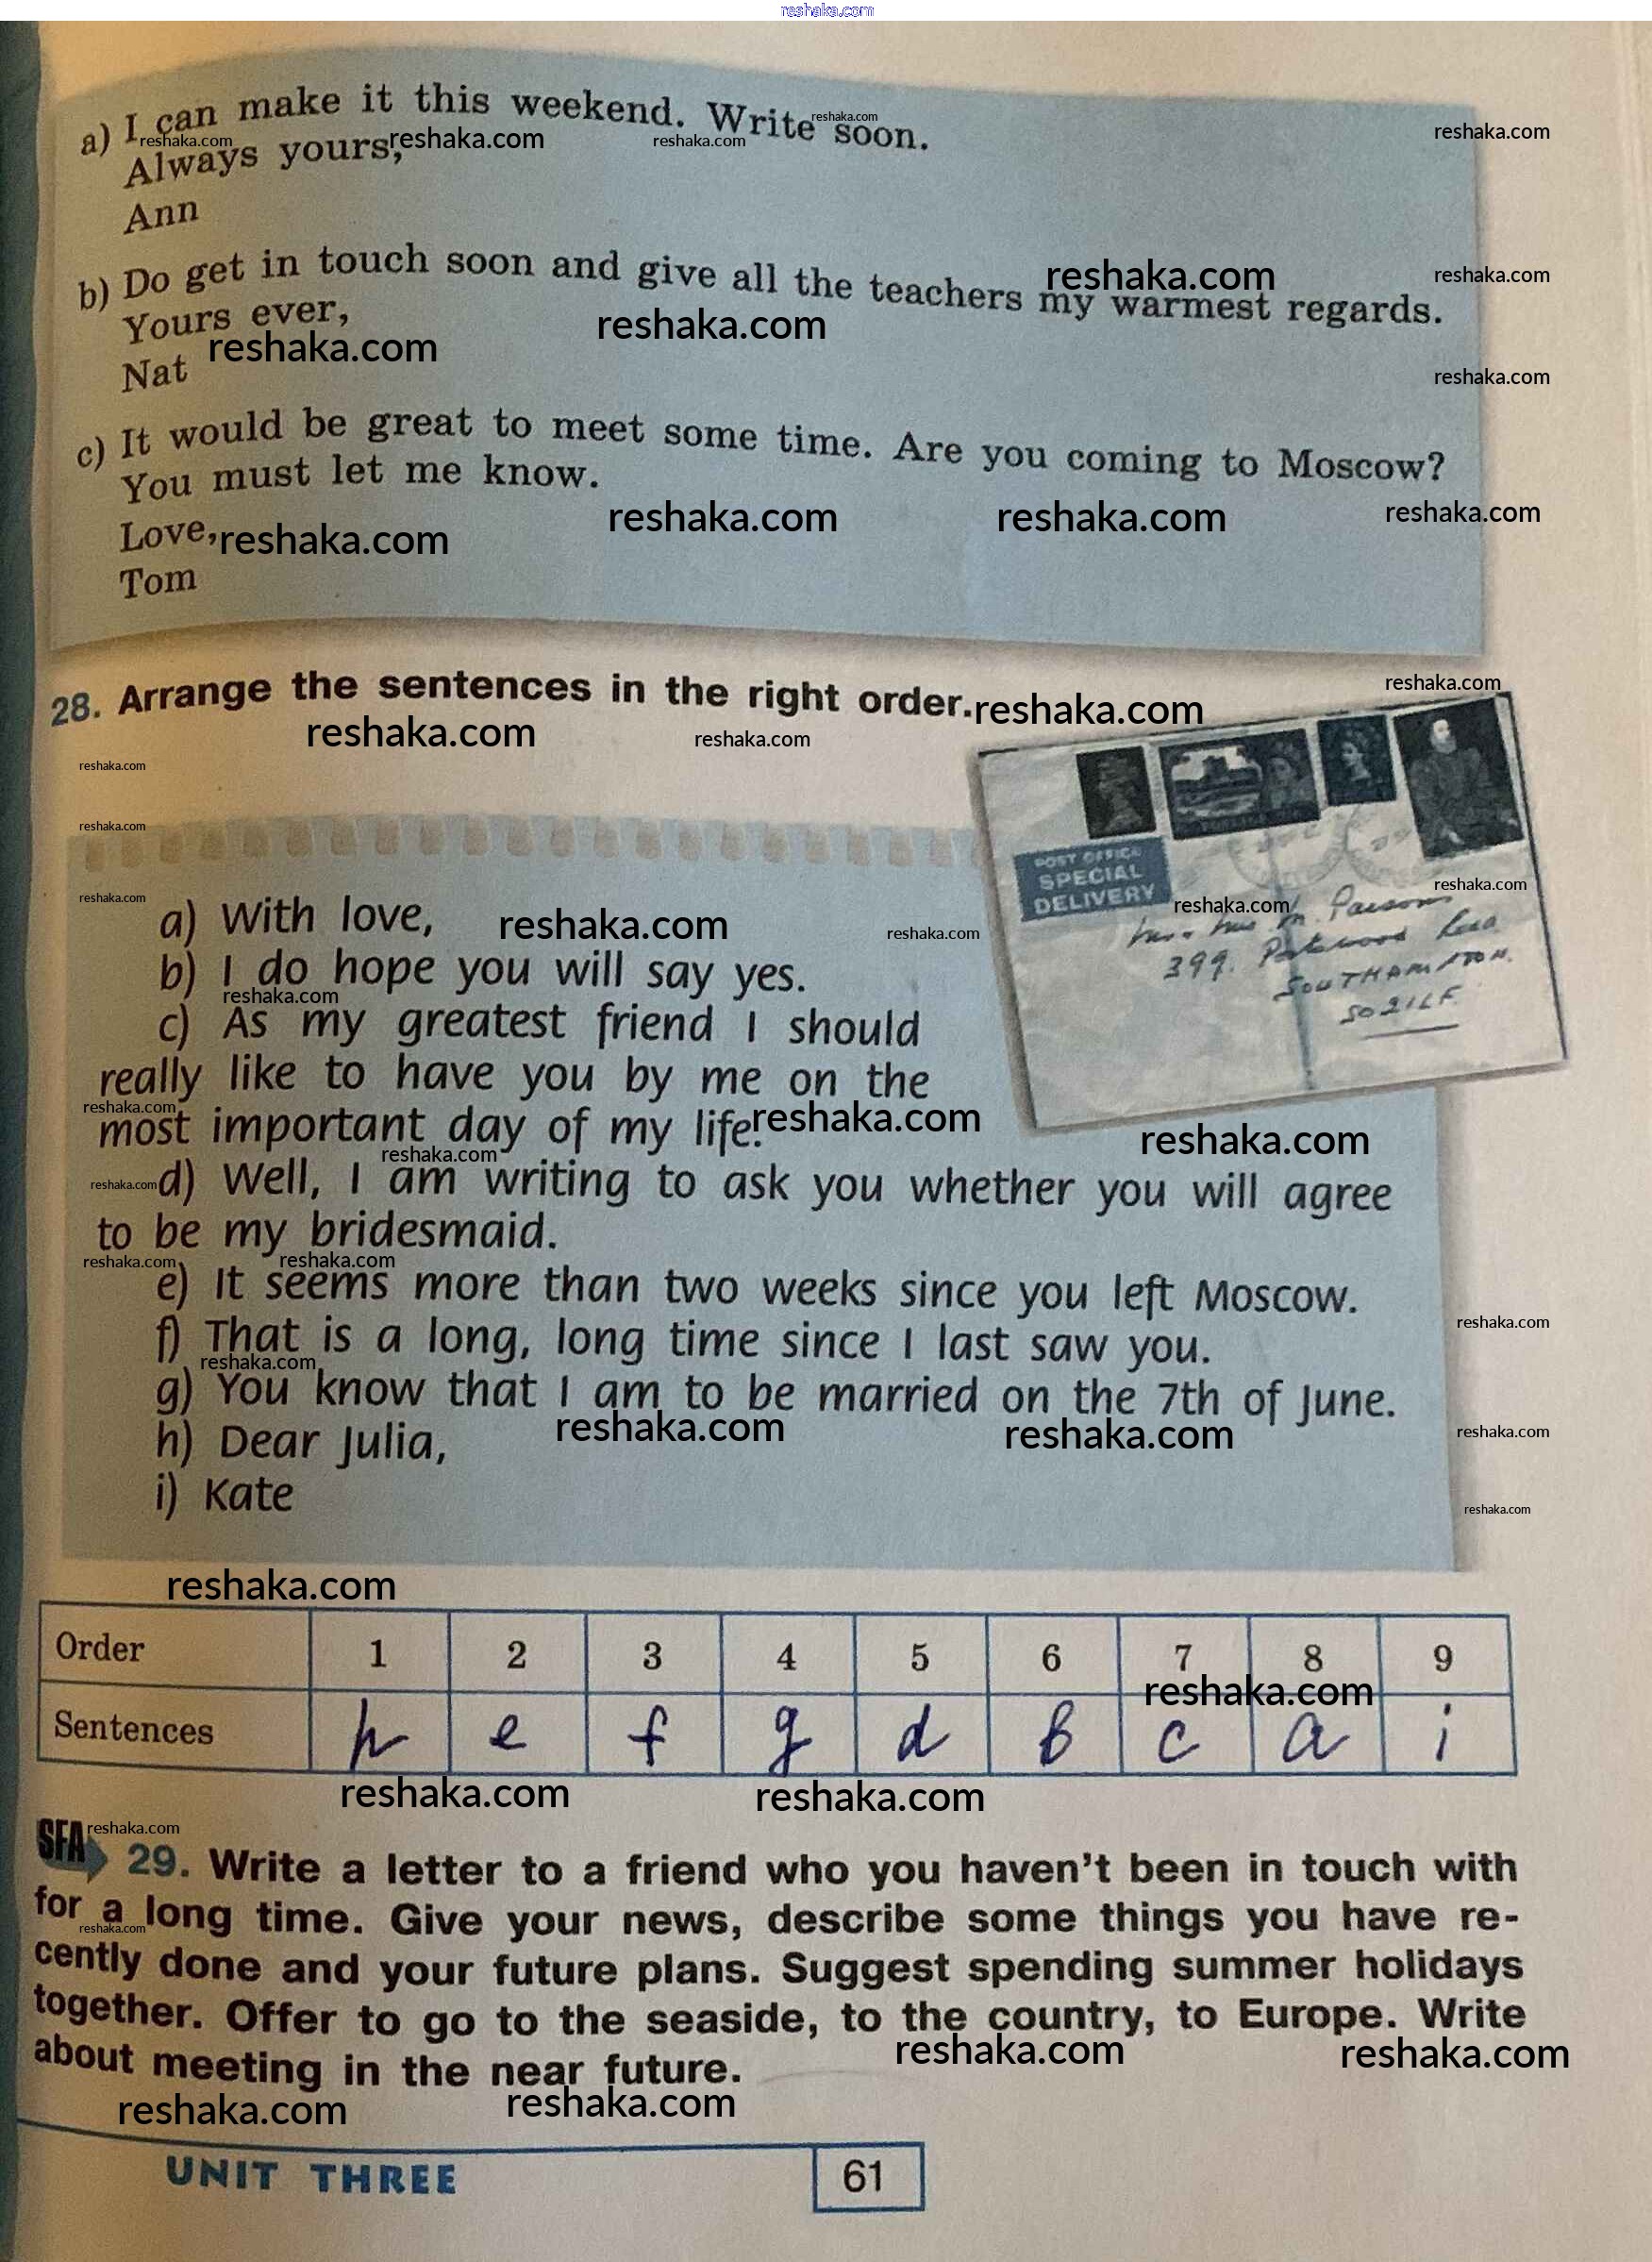 reshaka.com
a) I can make it this weekend. Write soon.
Always yours,
Ann
b) Do get in touch soon and give all the teachers my warmest regards.
Yours ever,
Nat
c) It would be great to meet some time. Are you coming to Moscow?
You must let me know.
Love,
Tom
28. Arrange the sentences in the right order.
POST OFFICE
SPECIAL
DELIVERY
399.
SOUTHAMPTON.
a) With love,
b) I do hope you will say yes.
c) As my greatest friend I should
really like to have you by me on the
most important day of my life.
d) Well, I am writing to ask you whether you will agree
to be my bridesmaid.
e) It seems more than two weeks since you left Moscow.
f) That is a long, long time since I last saw you.
g) You know that I am to be married on the 7th of June.
h) Dear Julia,
i) Kate
Order 1 2 3 4 5 6 7 8 9
Sentences h e f g d b c a i
SFA 29. Write a letter to a friend who you haven't been in touch with
for a long time. Give your news, describe some things you have re-
cently done and your future plans. Suggest spending summer holidays
together. Offer to go to the seaside, to the country, to Europe. Write
about meeting in the near future.
UNIT THREE 61